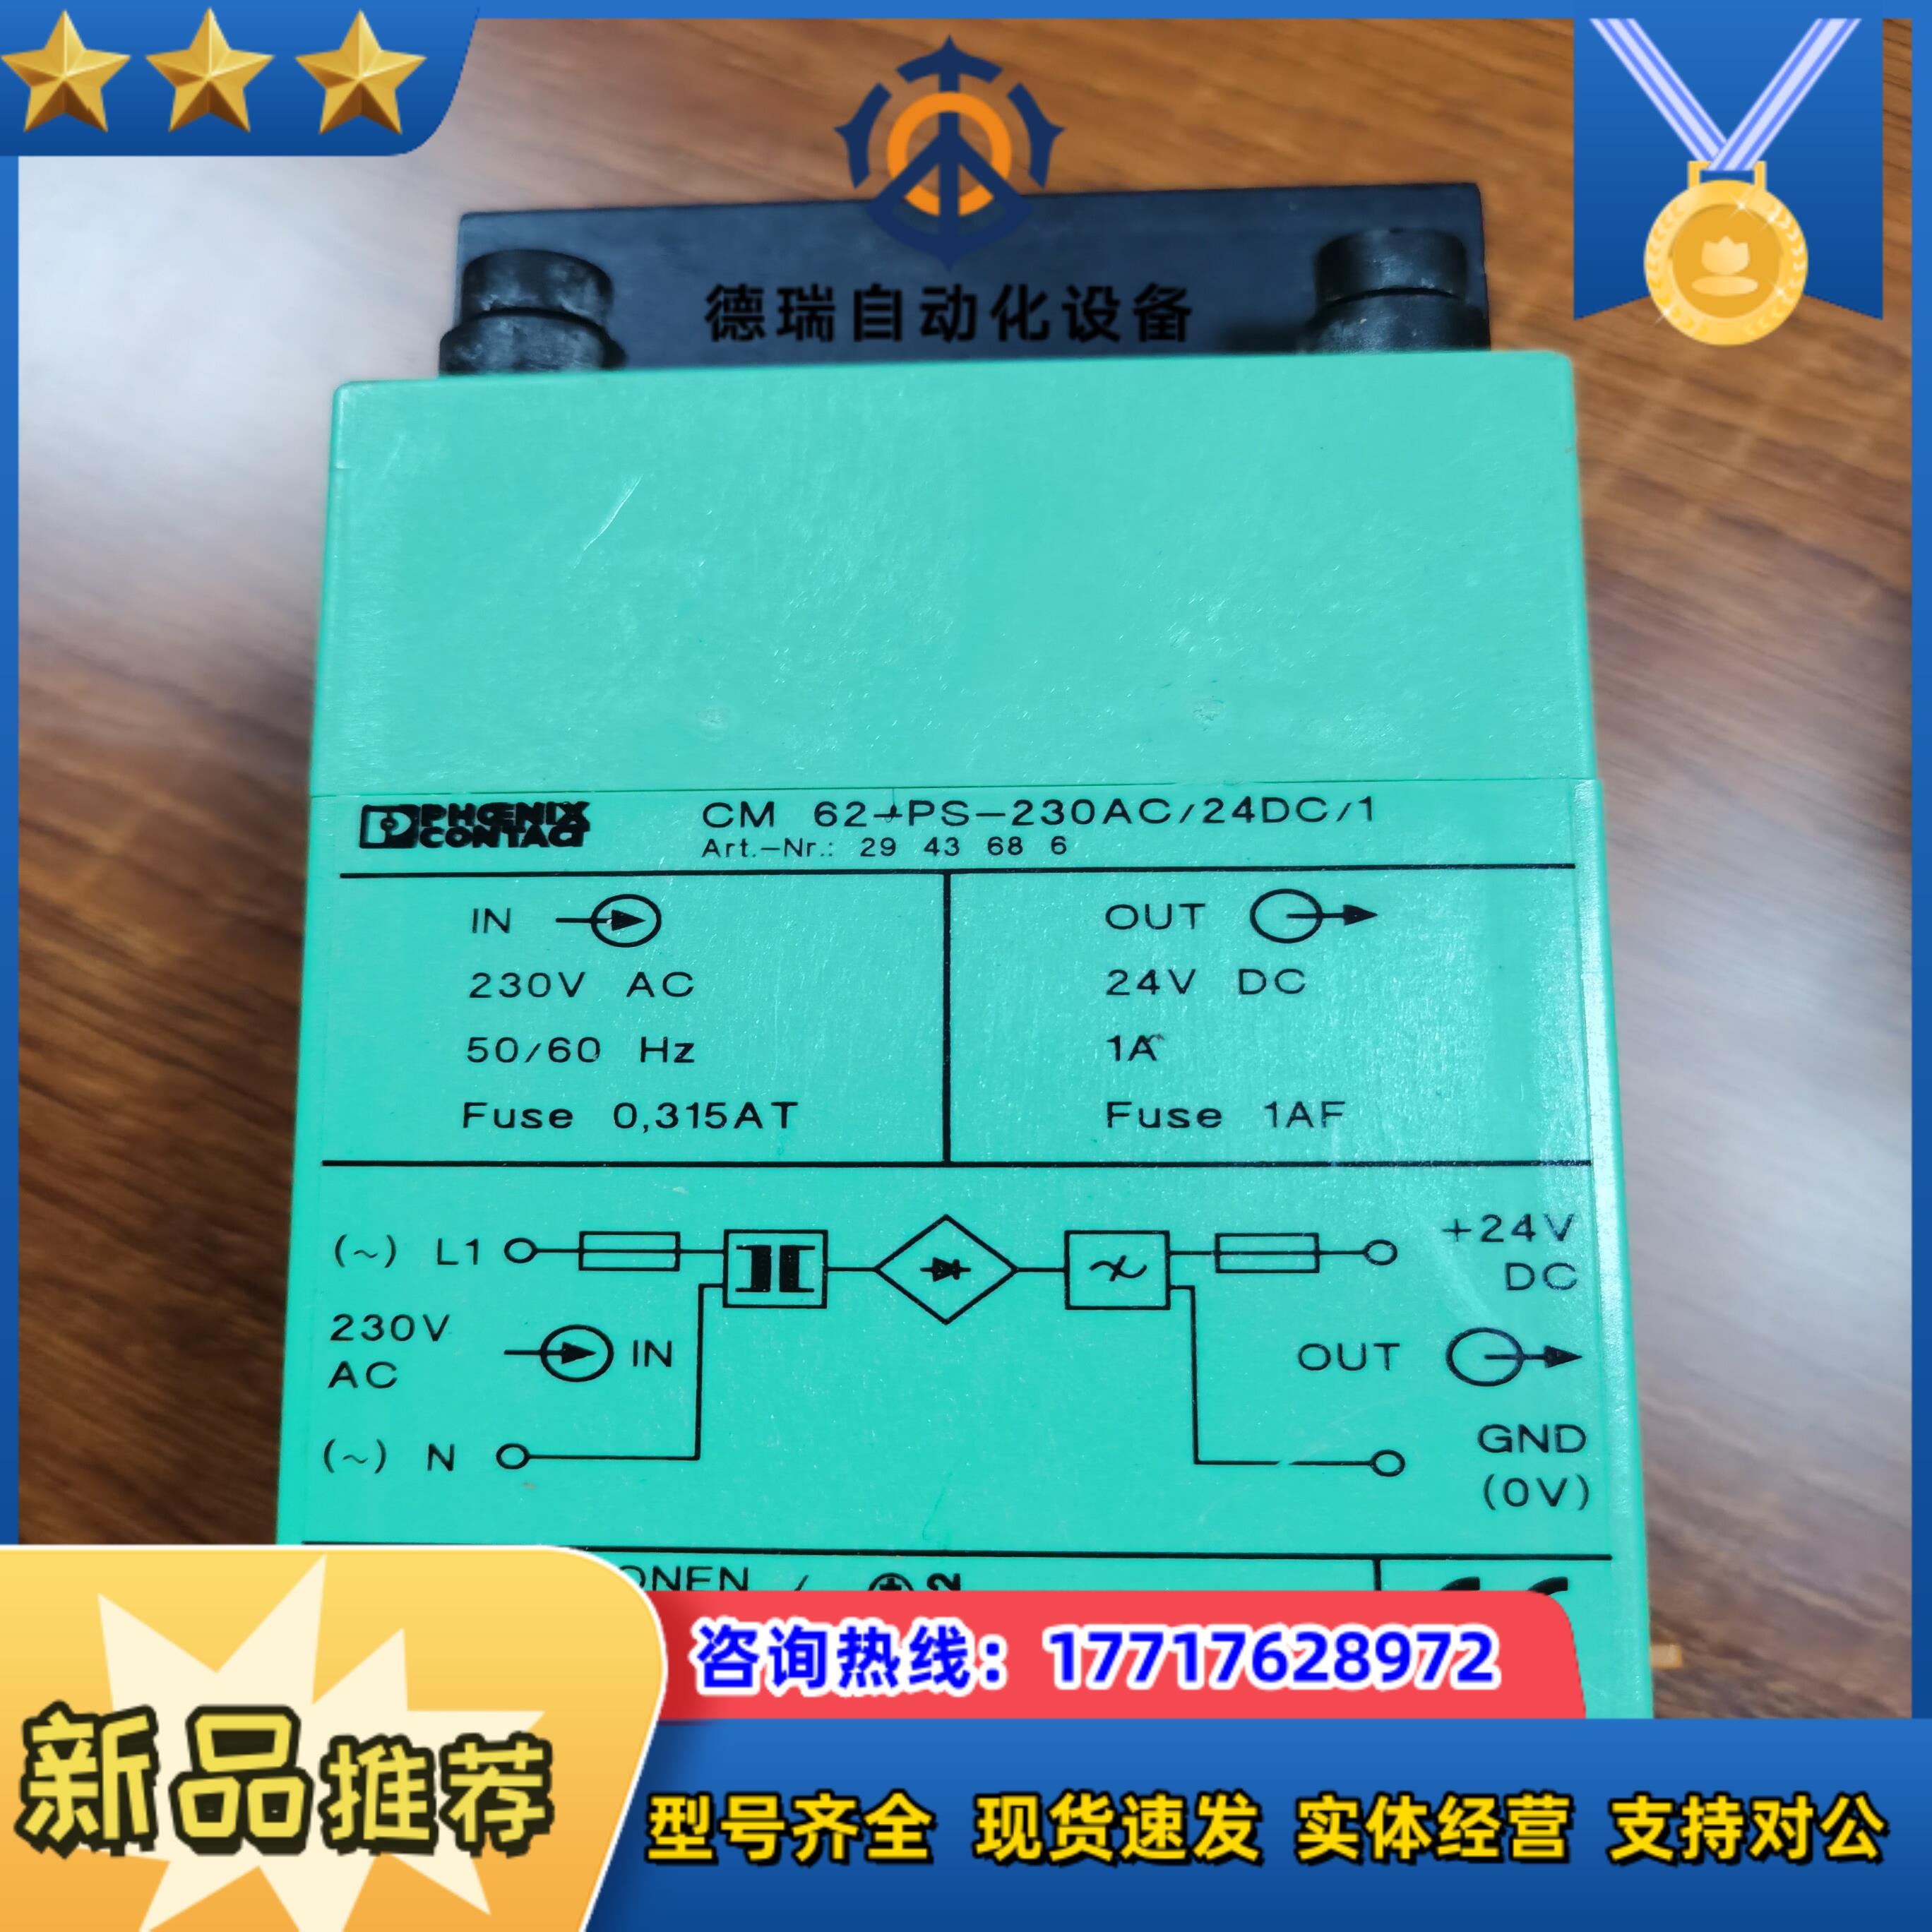 德瑞自动化设备
PHŒNIX
CONTACT
CM 62-PS-230AC/24DC/1
Art.-Nr.: 29 43 68 6
IN
230V AC
50/60 Hz
Fuse 0,315AT
OUT
24V DC
1A
Fuse 1AF
(~) L1
230V
AC
IN
(~) N
+24V
DC
OUT
GND
(0V)
咨询热线：17717628972
新品推荐
型号齐全 现货速发 实体经营 支持对公